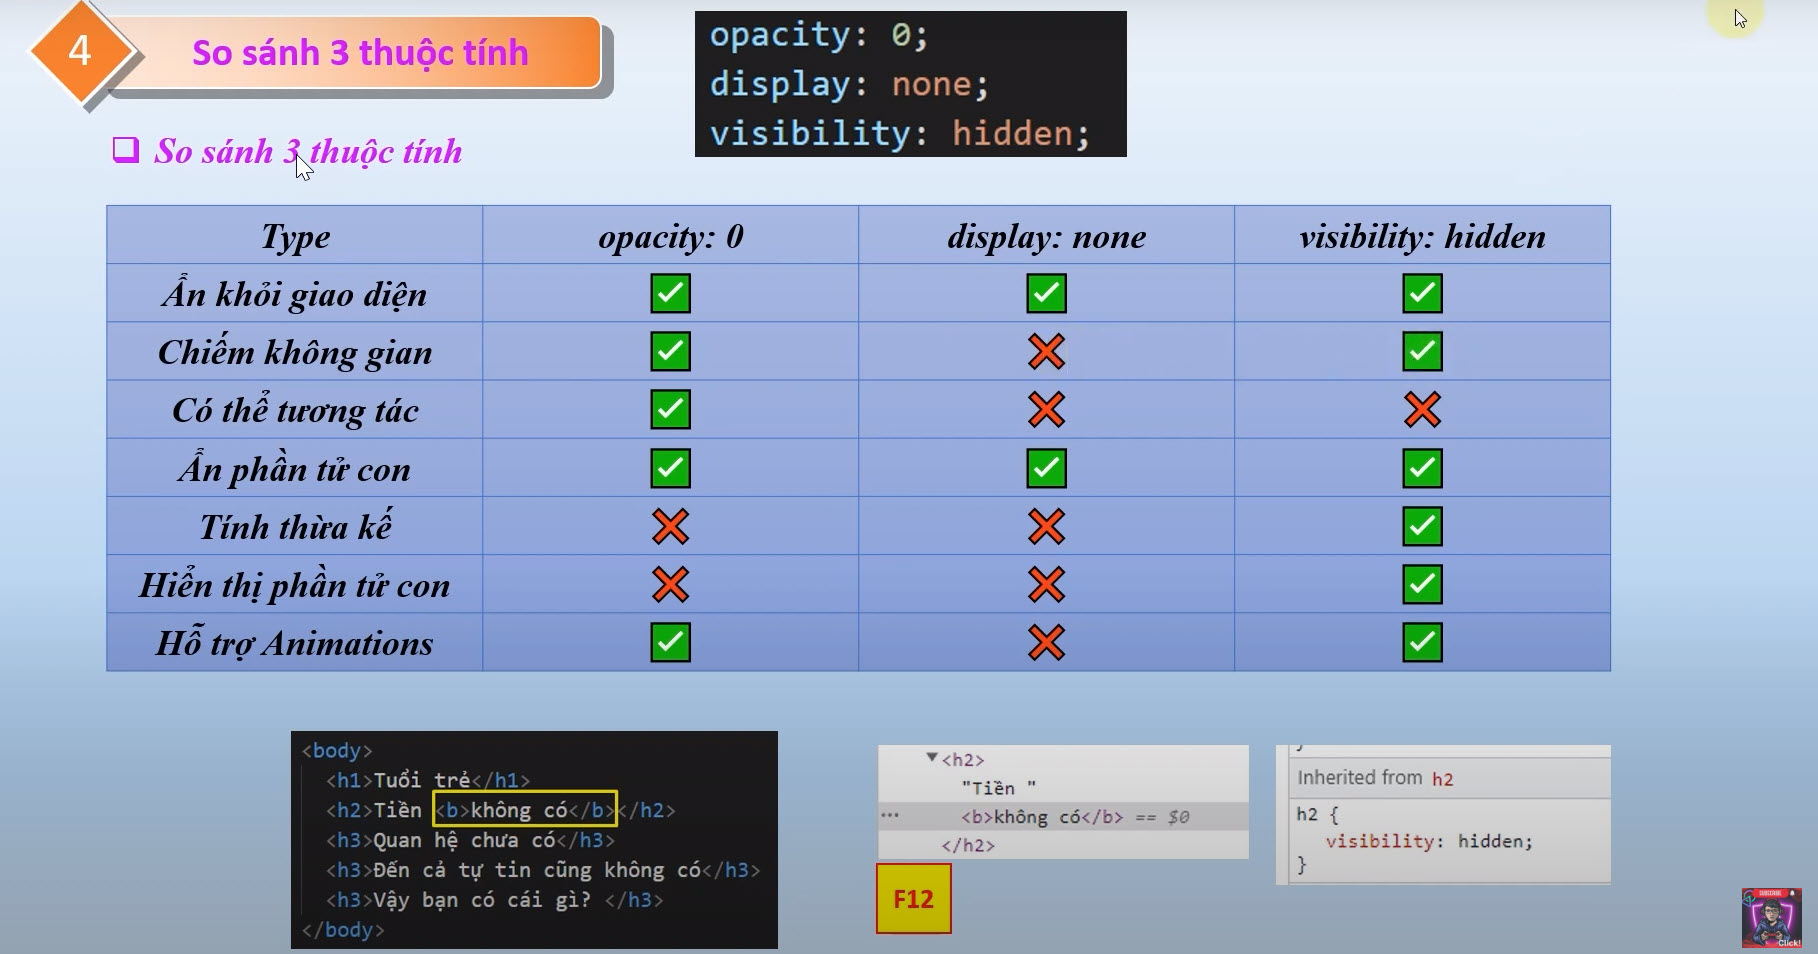 4
So sánh 3 thuộc tính
opacity: 0;
display: none;
visibility: hidden;
So sánh 3 thuộc tính
Type opacity: 0 display: none visibility: hidden
Ẩn khỏi giao diện
Chiếm không gian
Có thể tương tác
Ẩn phần tử con
Tính thừa kế
Hiển thị phần tử con
Hỗ trợ Animations
<body>
<h1>Tuổi trẻ</h1>
<h2>Tiền <b>không có</b></h2>
<h3>Quan hệ chưa có</h3>
<h3>Đến cả tự tin cũng không có</h3>
<h3>Vậy bạn có cái gì? </h3>
</body>
<h2>
"Tiền "
<b>không có</b> == $0
</h2>
F12
}
Inherited from h2
h2 {
visibility: hidden;
}
SUBSCRIBE
Click!